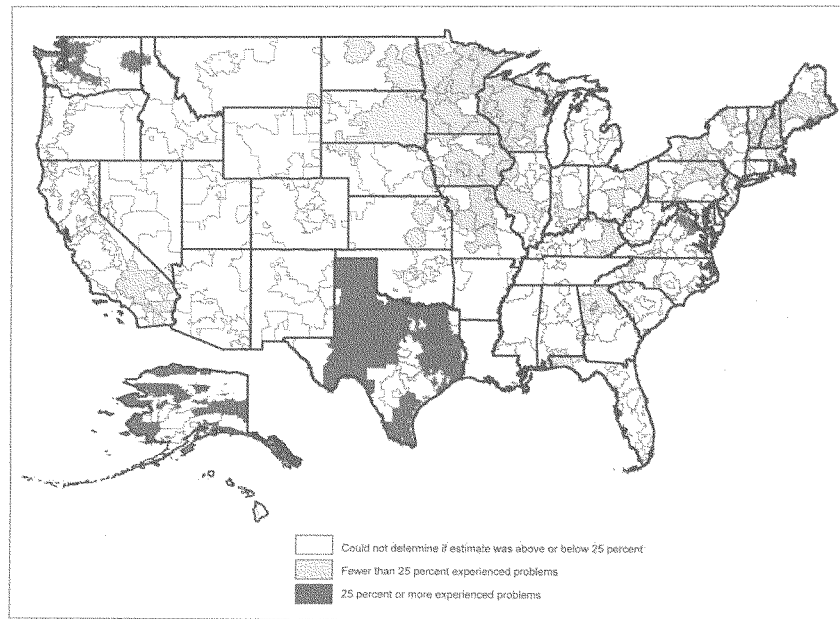 Could not determine if estimate was above or below 25 percent
Fewer than 25 percent experienced problems
25 percent or more experienced problems